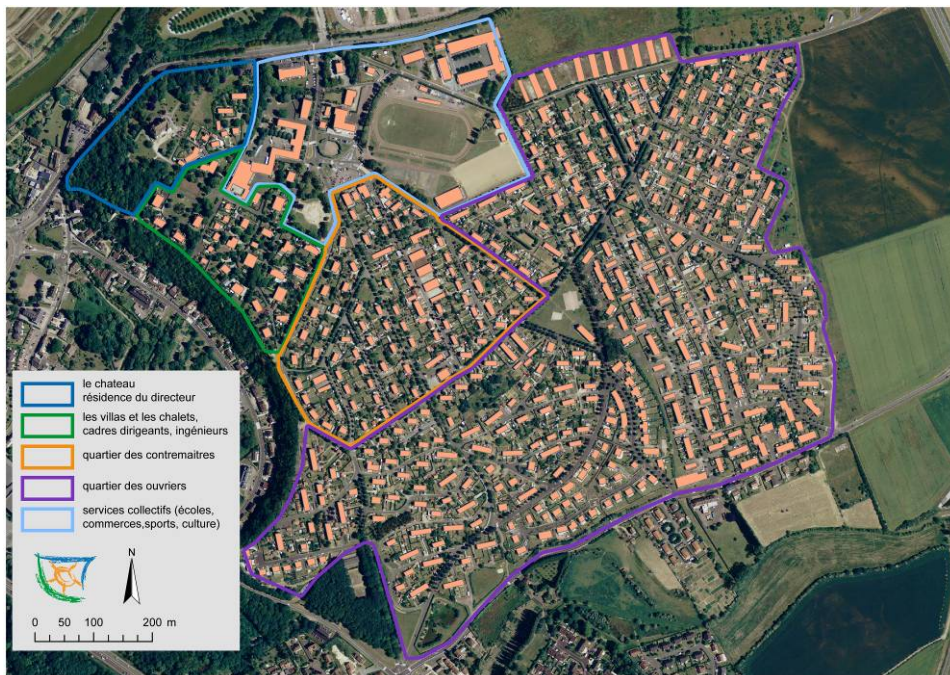 le chateau
résidence du directeur
les villas et les chalets,
cadres dirigeants, ingénieurs
quartier des contremaitres
quartier des ouvriers
services collectifs (écoles,
commerces,sports, culture)
N
0 50 100 200 m